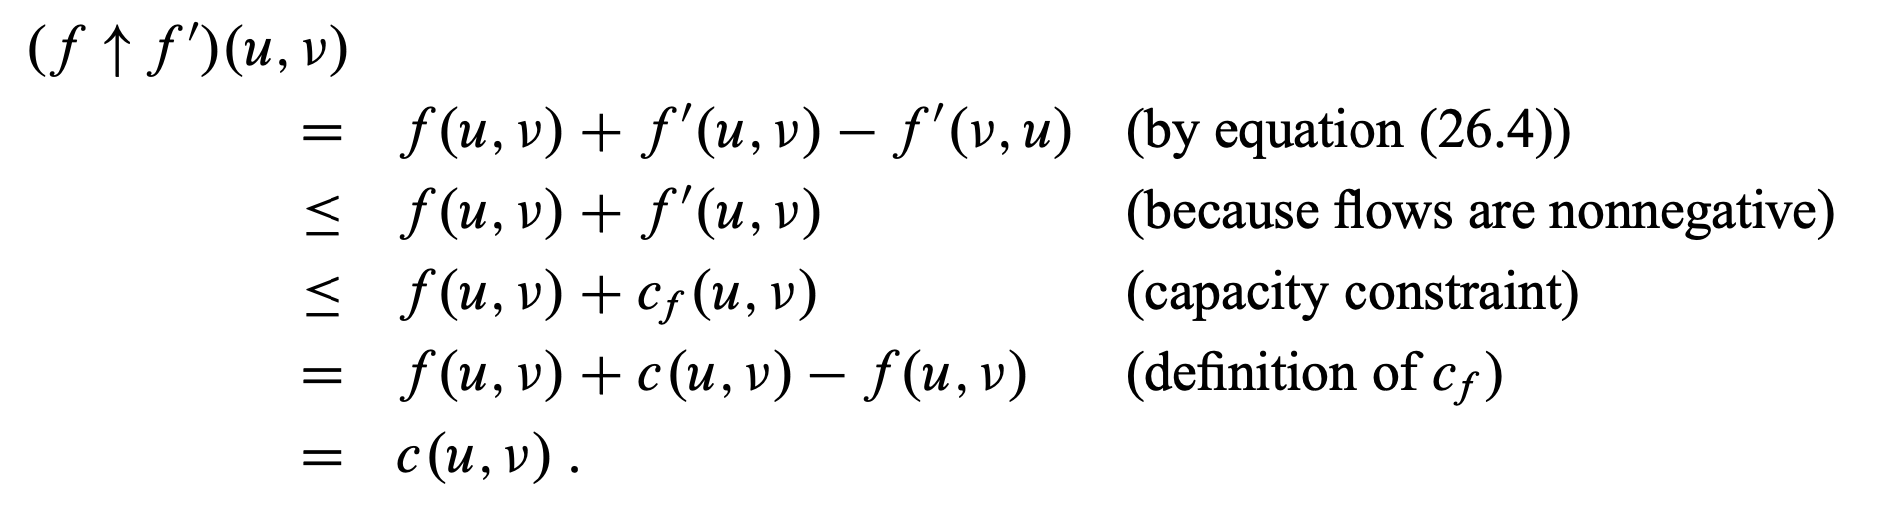 (f ↑ f′)(u, v)
= f(u, v) + f′(u, v) − f′(v, u) (by equation (26.4))
≤ f(u, v) + f′(u, v) (because flows are nonnegative)
≤ f(u, v) + c_f(u, v) (capacity constraint)
= f(u, v) + c(u, v) − f(u, v) (definition of c_f)
= c(u, v) .